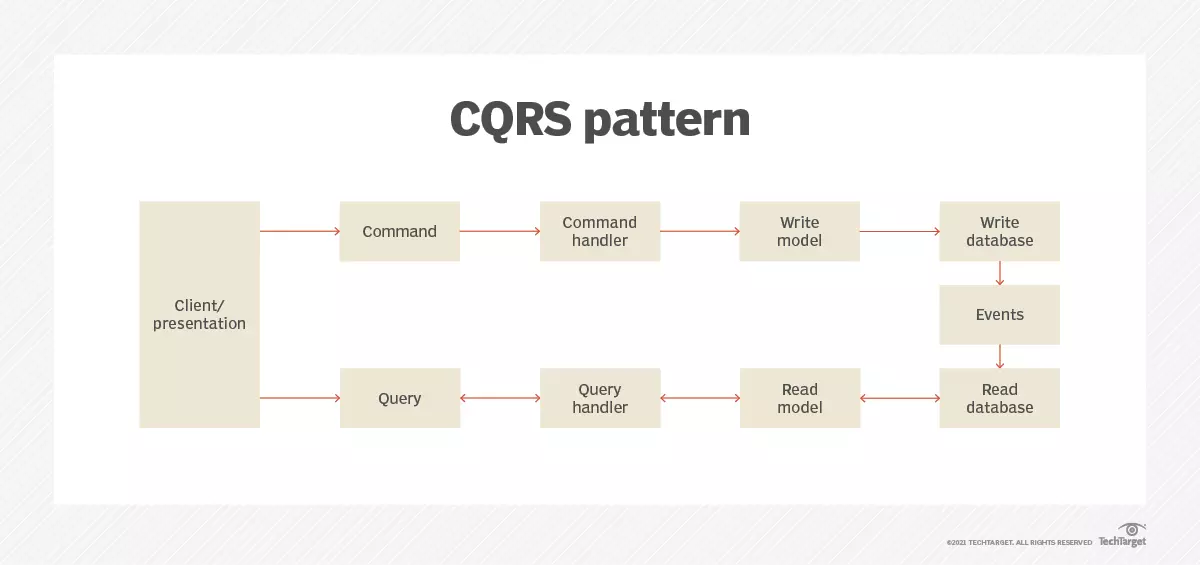 CQRS pattern
Client/
presentation
Command
Command
handler
Write
model
Write
database
Events
Query
Query
handler
Read
model
Read
database
©2021 TECHTARGET. ALL RIGHTS RESERVED
TechTarget